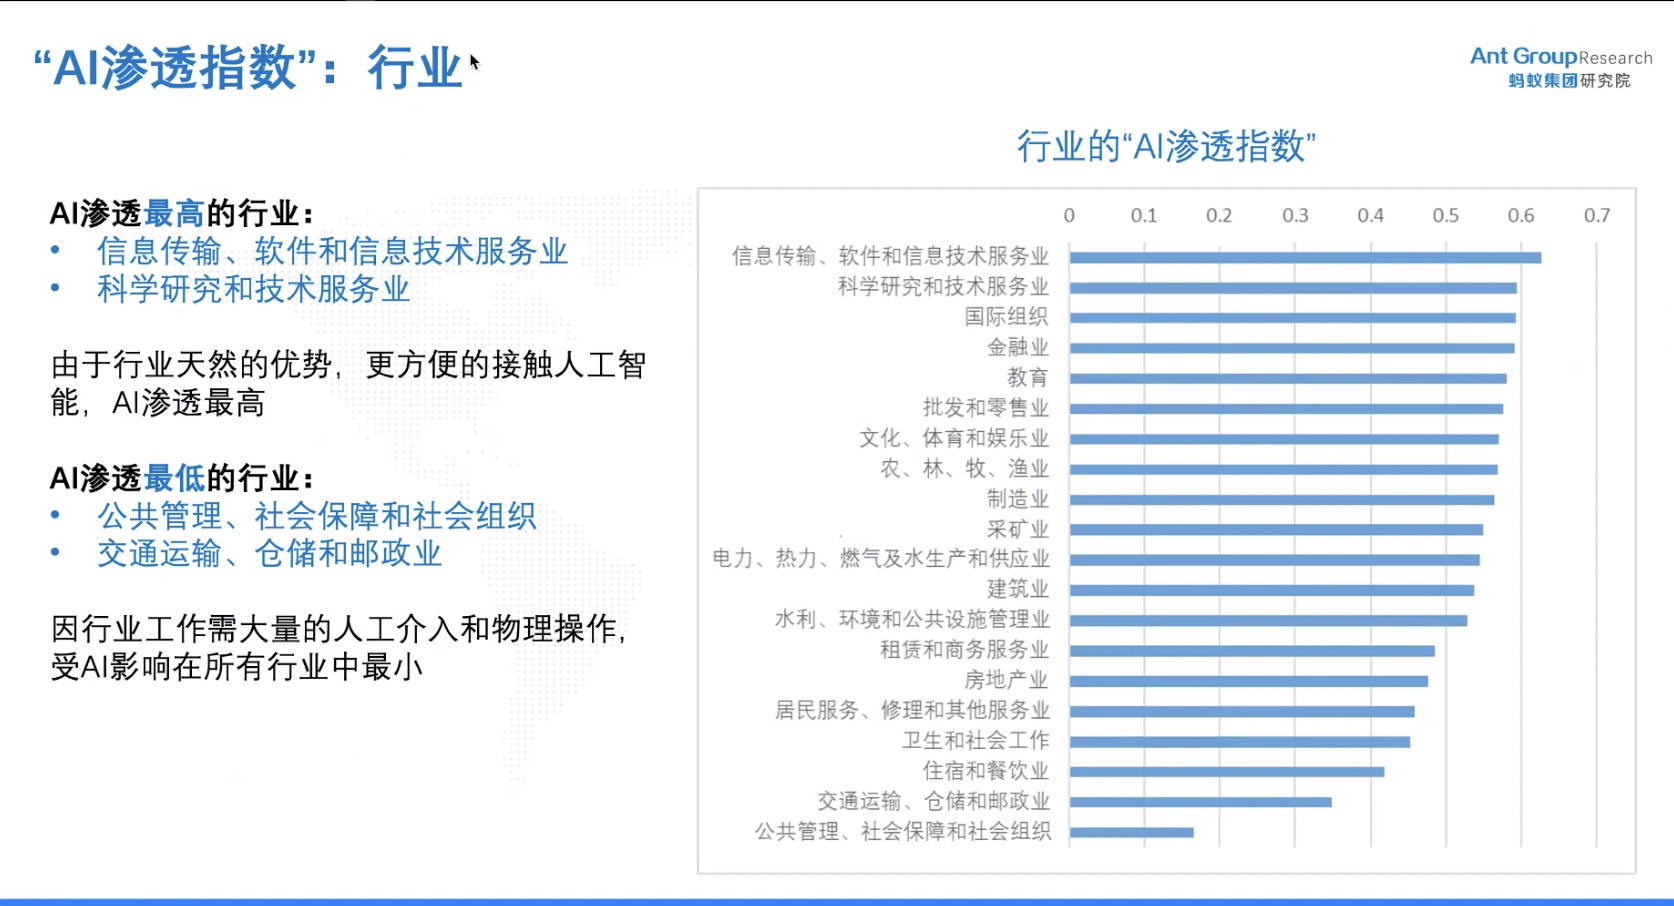 “AI渗透指数”：行业
Ant Group Research
蚂蚁集团研究院
AI渗透最高的行业：
• 信息传输、软件和信息技术服务业
• 科学研究和技术服务业
由于行业天然的优势，更方便的接触人工智
能，AI渗透最高
AI渗透最低的行业：
• 公共管理、社会保障和社会组织
• 交通运输、仓储和邮政业
因行业工作需大量的人工介入和物理操作，
受AI影响在所有行业中最小
行业的“AI渗透指数”
0 0.1 0.2 0.3 0.4 0.5 0.6 0.7
信息传输、软件和信息技术服务业
科学研究和技术服务业
国际组织
金融业
教育
批发和零售业
文化、体育和娱乐业
农、林、牧、渔业
制造业
采矿业
电力、热力、燃气及水生产和供应业
建筑业
水利、环境和公共设施管理业
租赁和商务服务业
房地产业
居民服务、修理和其他服务业
卫生和社会工作
住宿和餐饮业
交通运输、仓储和邮政业
公共管理、社会保障和社会组织